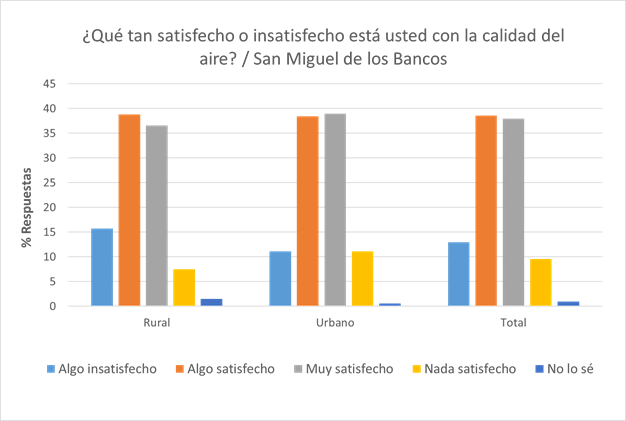 ¿Qué tan satisfecho o insatisfecho está usted con la calidad del
aire? / San Miguel de los Bancos
% Respuestas
45
40
35
30
25
20
15
10
5
0
Rural
Urbano
Total
Algo insatisfecho
Algo satisfecho
Muy satisfecho
Nada satisfecho
No lo sé